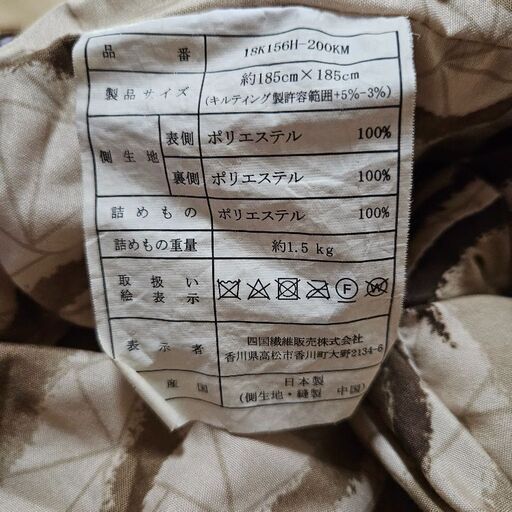 品番 18K156H-200KM
製品サイズ 約185cm×185cm
(キルティング製許容範囲+5%-3%)
側生地 表側 ポリエステル 100%
裏側 ポリエステル 100%
詰めもの ポリエステル 100%
詰めもの重量 約1.5kg
取扱い
絵表示
表示者 四国繊維販売株式会社
香川県高松市香川町大野2134-6
産国 日本製
(側生地・縫製 中国)